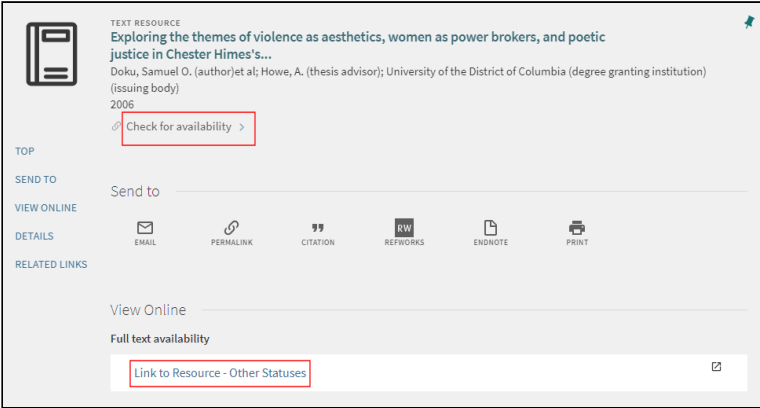 TEXT RESOURCE
Exploring the themes of violence as aesthetics, women as power brokers, and poetic
justice in Chester Himes's...
Doku, Samuel O. (author)et al; Howe, A. (thesis advisor); University of the District of Columbia (degree granting institution)
(issuing body)
2006
Check for availability >
TOP
SEND TO
VIEW ONLINE
DETAILS
RELATED LINKS
Send to
EMAIL
PERMALINK
CITATION
RW
REFWORKS
ENDNOTE
PRINT
View Online
Full text availability
Link to Resource - Other Statuses